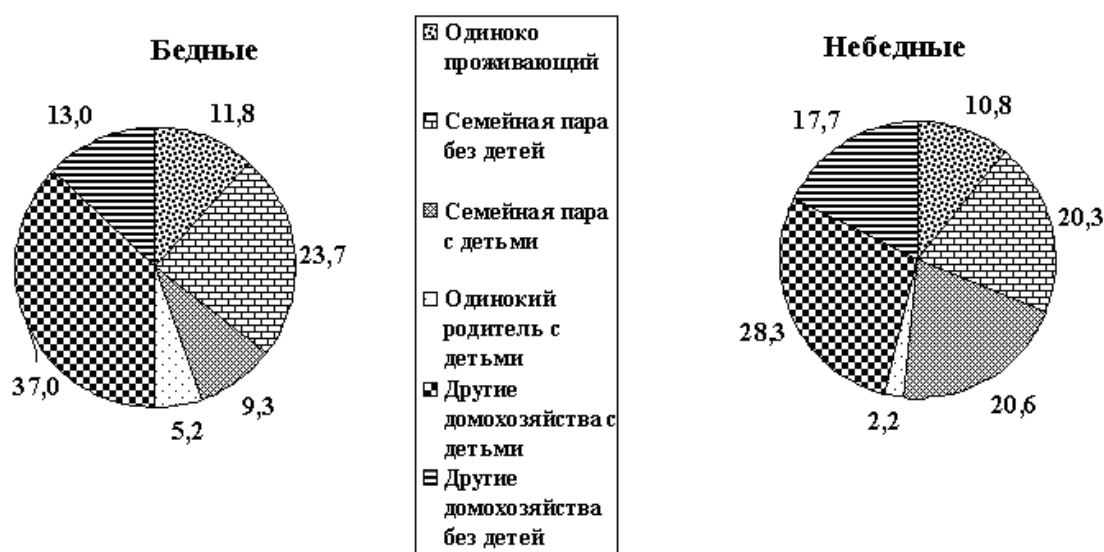 Бедные
13,0
11,8
23,7
9,3
5,2
37,0
Одиноко
проживающий
Семейная пара
без детей
Семейная пара
с детьми
Одинокий
родитель с
детьми
Другие
домохозяйства с
детьми
Другие
домохозяйства
без детей
Небедные
17,7
10,8
20,3
20,6
2,2
28,3